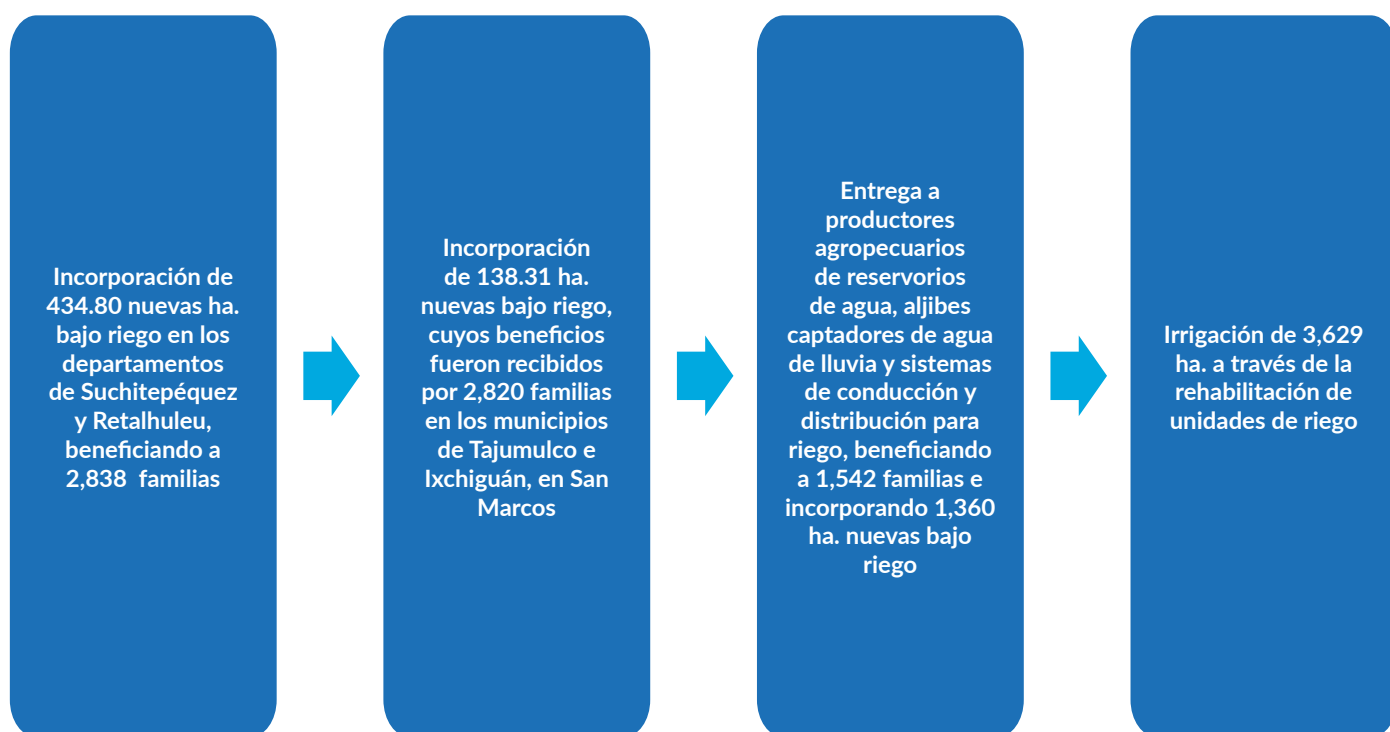 Incorporación de
434.80 nuevas ha.
bajo riego en los
departamentos
de Suchitepéquez
y Retalhuleu,
beneficiando a
2,838 familias
Incorporación
de 138.31 ha.
nuevas bajo riego,
cuyos beneficios
fueron recibidos
por 2,820 familias
en los municipios
de Tajumulco e
Ixchiguán, en San
Marcos
Entrega a
productores
agropecuarios
de reservorios
de agua, aljibes
captadores de agua
de lluvia y sistemas
de conducción y
distribución para
riego, beneficiando
a 1,542 familias e
incorporando 1,360
ha. nuevas bajo
riego
Irrigación de 3,629
ha. a través de la
rehabilitación de
unidades de riego